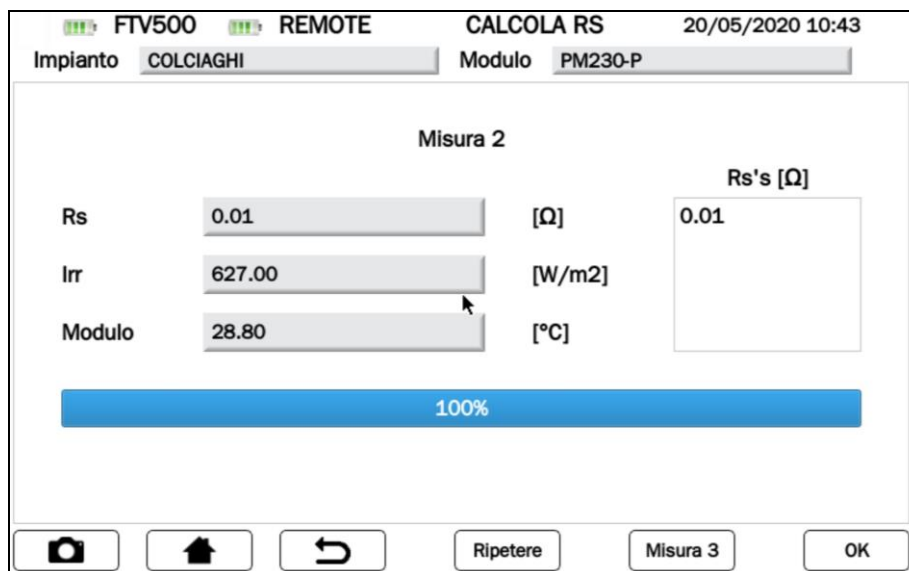 FTV500 REMOTE CALCOLA RS 20/05/2020 10:43
Impianto COLCIAGHI Modulo PM230-P
Misura 2
Rs's [Ω]
Rs 0.01 [Ω] 0.01
Irr 627.00 [W/m2]
Modulo 28.80 [°C]
100%
Ripetere Misura 3 OK